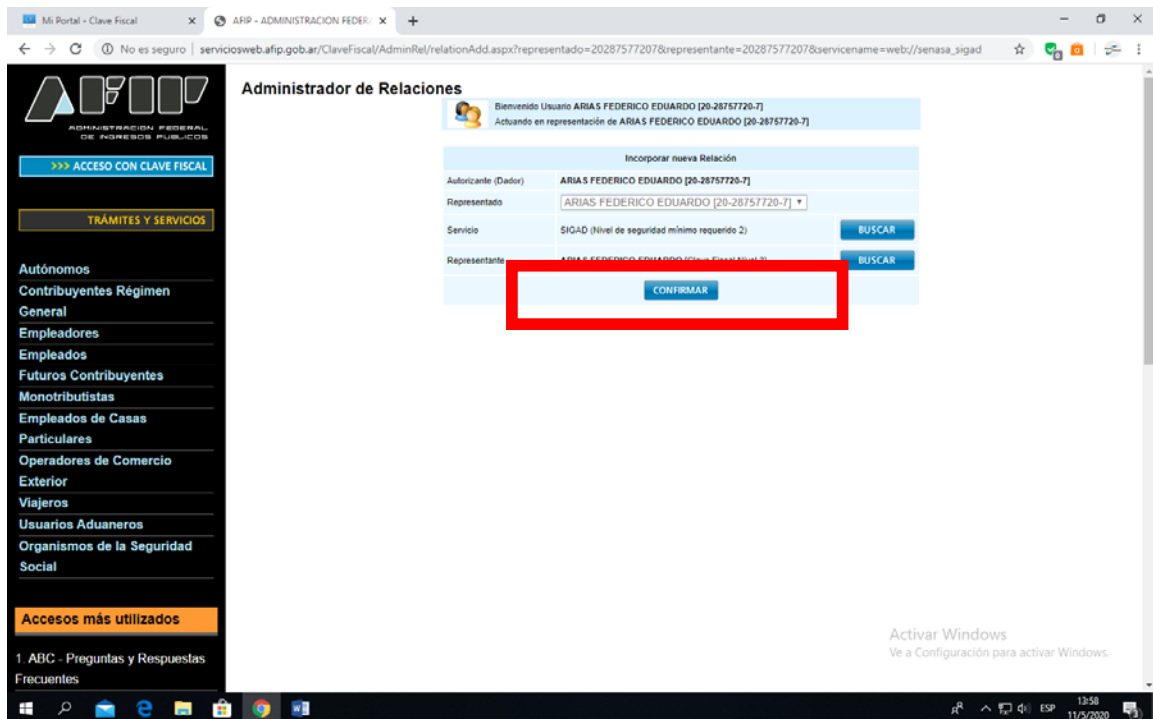 Mi Portal - Clave Fiscal
AFIP - ADMINISTRACION FEDER
No es seguro | serviciosweb.afip.gob.ar/ClaveFiscal/AdminRel/relationAdd.aspx?representado=20287577207&representante=20287577207&servicename=web://senasa_sigad
AFIP
ADMINISTRACION FEDERAL
DE INGRESOS PUBLICOS
>>> ACCESO CON CLAVE FISCAL
TRÁMITES Y SERVICIOS
Autónomos
Contribuyentes Régimen
General
Empleadores
Empleados
Futuros Contribuyentes
Monotributistas
Empleados de Casas
Particulares
Operadores de Comercio
Exterior
Viajeros
Usuarios Aduaneros
Organismos de la Seguridad
Social
Accesos más utilizados
1. ABC - Preguntas y Respuestas
Frecuentes
Administrador de Relaciones
Bienvenido Usuario ARIAS FEDERICO EDUARDO [20-28757720-7]
Actuando en representación de ARIAS FEDERICO EDUARDO [20-28757720-7]
Incorporar nueva Relación
Autorizante (Dador) ARIAS FEDERICO EDUARDO [20-28757720-7]
Representado ARIAS FEDERICO EDUARDO [20-28757720-7]
Servicio SIGAD (Nivel de seguridad mínimo requerido 2) BUSCAR
Representante BUSCAR
CONFIRMAR
Activar Windows
Ve a Configuración para activar Windows.
ESP
13:58
11/5/2020